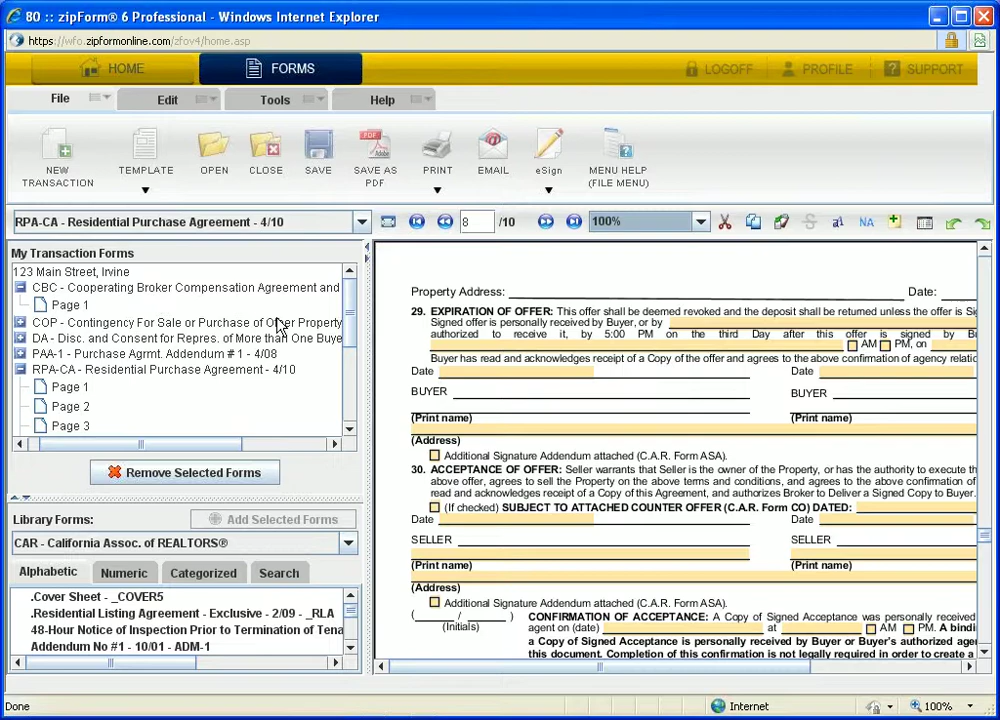 80 :: zipForm® 6 Professional - Windows Internet Explorer
https://wfo.zipformonline.com/zfov4/home.asp
HOME
FORMS
LOGOFF
PROFILE
SUPPORT
File
Edit
Tools
Help
NEW TRANSACTION
TEMPLATE
OPEN
CLOSE
SAVE
SAVE AS PDF
PRINT
EMAIL
eSign
MENU HELP (FILE MENU)
RPA-CA - Residential Purchase Agreement - 4/10
8 /10
100%
My Transaction Forms
123 Main Street, Irvine
CBC - Cooperating Broker Compensation Agreement and
Page 1
COP - Contingency For Sale or Purchase of Other Property
DA - Disc. and Consent for Repres. of More than One Buye
PAA-1 - Purchase Agrmt. Addendum # 1 - 4/08
RPA-CA - Residential Purchase Agreement - 4/10
Page 1
Page 2
Page 3
Remove Selected Forms
Library Forms:
Add Selected Forms
CAR - California Assoc. of REALTORS®
Alphabetic
Numeric
Categorized
Search
.Cover Sheet - _COVER5
.Residential Listing Agreement - Exclusive - 2/09 - _RLA
48-Hour Notice of Inspection Prior to Termination of Tena
Addendum No #1 - 10/01 - ADM-1
Property Address: Date:
29. EXPIRATION OF OFFER: This offer shall be deemed revoked and the deposit shall be returned unless the offer is Sig
Signed offer is personally received by Buyer, or by
authorized to receive it, by 5:00 PM on the third Day after this offer is signed by
AM PM, on
Buyer has read and acknowledges receipt of a Copy of the offer and agrees to the above confirmation of agency relatio
Date Date
BUYER BUYER
(Print name) (Print name)
(Address)
Additional Signature Addendum attached (C.A.R. Form ASA).
30. ACCEPTANCE OF OFFER: Seller warrants that Seller is the owner of the Property, or has the authority to execute th
above offer, agrees to sell the Property on the above terms and conditions, and agrees to the above confirmation of agen
read and acknowledges receipt of a Copy of this Agreement, and authorizes Broker to Deliver a Signed Copy to Buyer.
(If checked) SUBJECT TO ATTACHED COUNTER OFFER (C.A.R. Form CO) DATED:
Date Date
SELLER SELLER
(Print name) (Print name)
(Address)
Additional Signature Addendum attached (C.A.R. Form ASA).
( / ) CONFIRMATION OF ACCEPTANCE: A Copy of Signed Acceptance was personally received
(Initials) agent on (date) at AM PM. A bindi
a Copy of Signed Acceptance is personally received by Buyer or Buyer's authorized age
this document. Completion of this confirmation is not legally required in order to create a
Done
Internet
100%